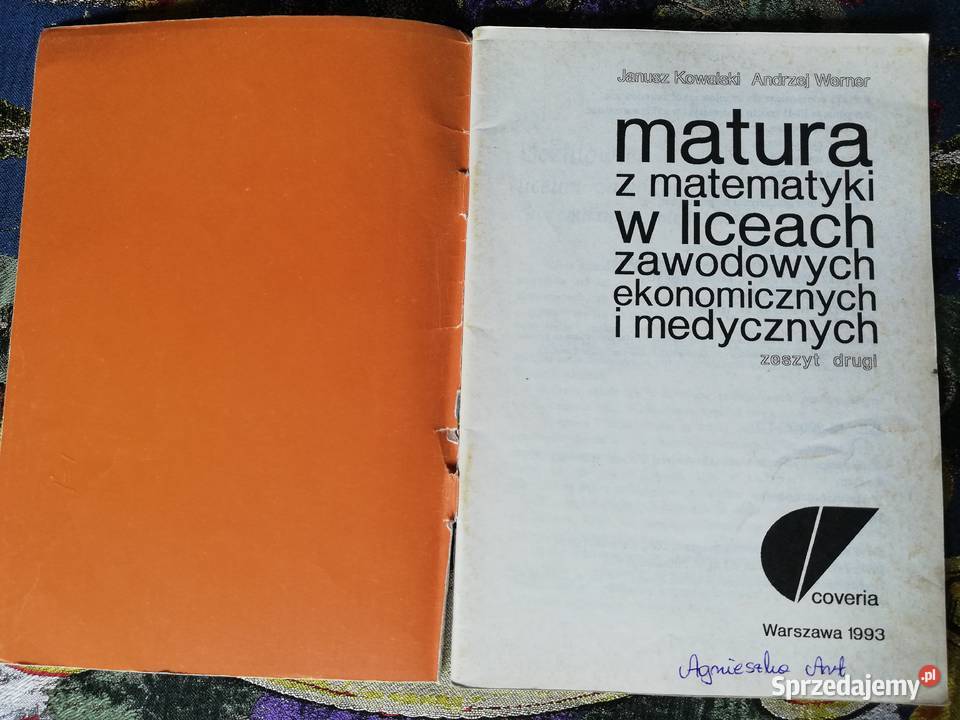 Janusz Kowalski Andrzej Werner
matura
z matematyki
w liceach
zawodowych
ekonomicznych
i medycznych
zeszyt drugi
coveria
Warszawa 1993
Agnieszka
Sprzedajemy.pl